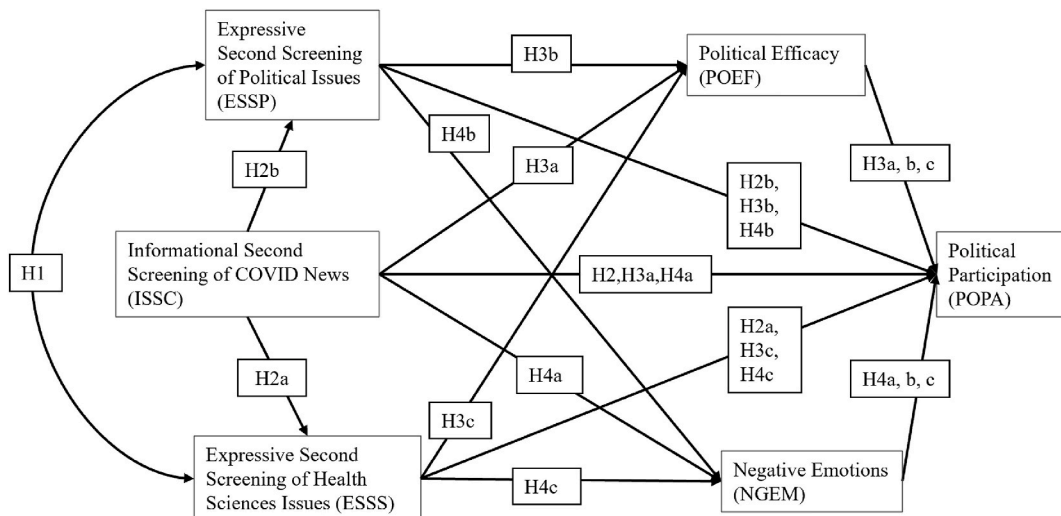 Expressive
Second Screening
of Political Issues
(ESSP)
H3b
Political Efficacy
(POEF)
H4b
H2b
H3a
H3a, b, c
H2b,
H3b,
H4b
H1
Informational Second
Screening of COVID News
(ISSC)
H2,H3a,H4a
Political
Participation
(POPA)
H2a,
H3c,
H4c
H2a
H4a
H4a, b, c
H3c
Expressive Second
Screening of Health
Sciences Issues (ESSS)
H4c
Negative Emotions
(NGEM)